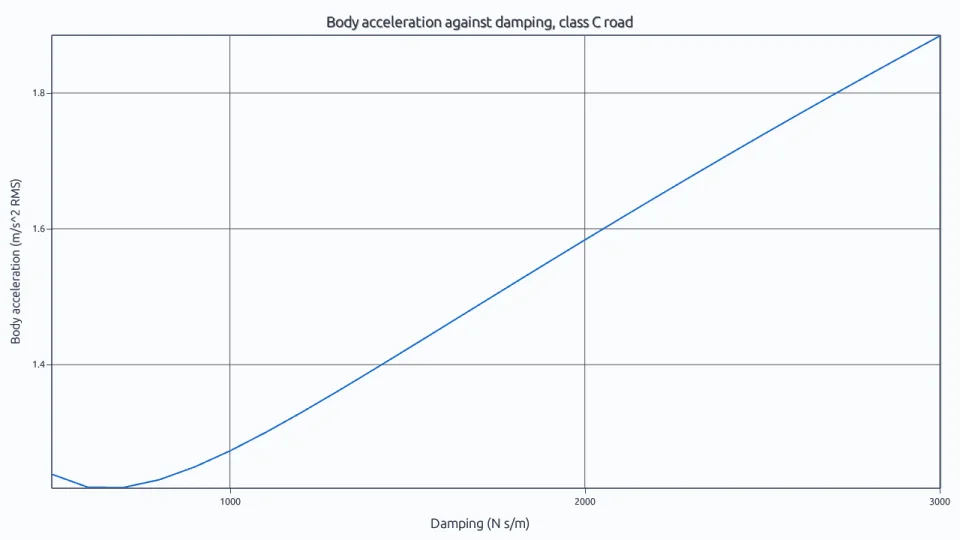 Body acceleration against damping, class C road
Body acceleration (m/s^2 RMS)
1.8
1.6
1.4
1000
2000
3000
Damping (N s/m)